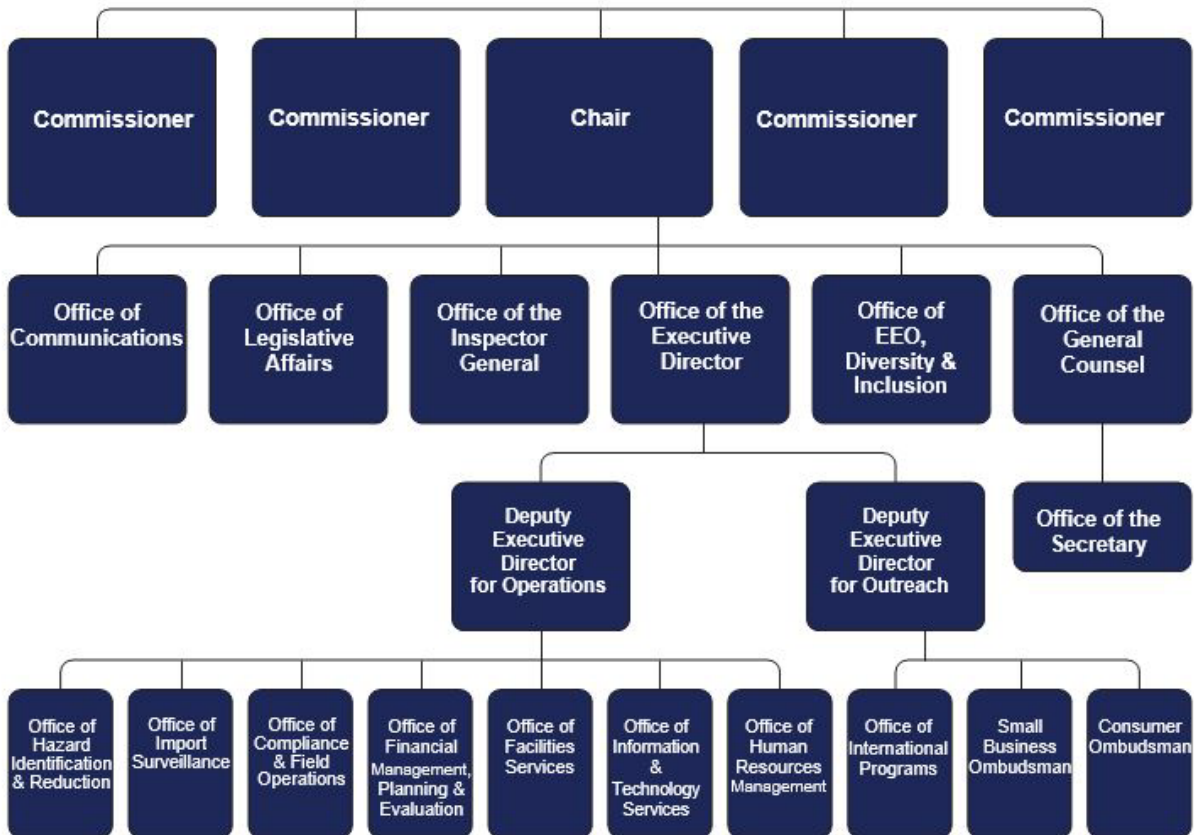 Commissioner
Commissioner
Chair
Commissioner
Commissioner
Office of
Communications
Office of
Legislative
Affairs
Office of the
Inspector
General
Office of the
Executive
Director
Office of
EEO,
Diversity &
Inclusion
Office of the
General
Counsel
Deputy
Executive
Director
for Operations
Deputy
Executive
Director
for Outreach
Office of the
Secretary
Office of
Hazard
Identification
& Reduction
Office of
Import
Surveillance
Office of
Compliance
& Field
Operations
Office of
Financial
Management,
Planning &
Evaluation
Office of
Facilities
Services
Office of
Information
&
Technology
Services
Office of
Human
Resources
Management
Office of
International
Programs
Small
Business
Ombudsman
Consumer
Ombudsman